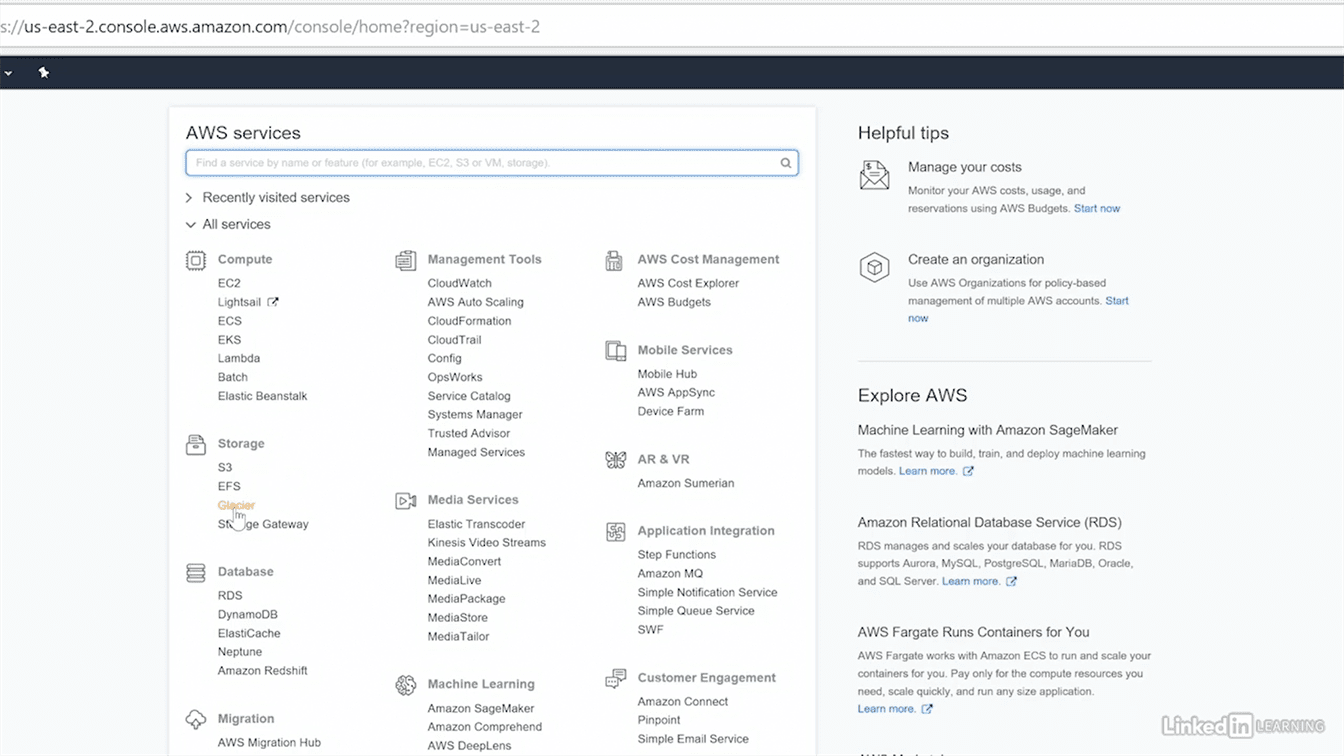 s://us-east-2.console.aws.amazon.com/console/home?region=us-east-2
AWS services
Find a service by name or feature (for example, EC2, S3 or VM, storage).
Recently visited services
All services
Compute
EC2
Lightsail
ECS
EKS
Lambda
Batch
Elastic Beanstalk
Storage
S3
EFS
Glacier
Storage Gateway
Database
RDS
DynamoDB
ElastiCache
Neptune
Amazon Redshift
Migration
AWS Migration Hub
Management Tools
CloudWatch
AWS Auto Scaling
CloudFormation
CloudTrail
Config
OpsWorks
Service Catalog
Systems Manager
Trusted Advisor
Managed Services
Media Services
Elastic Transcoder
Kinesis Video Streams
MediaConvert
MediaLive
MediaPackage
MediaStore
MediaTailor
Machine Learning
Amazon SageMaker
Amazon Comprehend
AWS DeepLens
AWS Cost Management
AWS Cost Explorer
AWS Budgets
Mobile Services
Mobile Hub
AWS AppSync
Device Farm
AR & VR
Amazon Sumerian
Application Integration
Step Functions
Amazon MQ
Simple Notification Service
Simple Queue Service
SWF
Customer Engagement
Amazon Connect
Pinpoint
Simple Email Service
Helpful tips
Manage your costs
Monitor your AWS costs, usage, and
reservations using AWS Budgets. Start now
Create an organization
Use AWS Organizations for policy-based
management of multiple AWS accounts. Start
now
Explore AWS
Machine Learning with Amazon SageMaker
The fastest way to build, train, and deploy machine learning
models. Learn more.
Amazon Relational Database Service (RDS)
RDS manages and scales your database for you. RDS
supports Aurora, MySQL, PostgreSQL, MariaDB, Oracle,
and SQL Server. Learn more.
AWS Fargate Runs Containers for You
AWS Fargate works with Amazon ECS to run and scale your
containers for you. Pay only for the compute resources you
need, scale quickly, and run any size application.
Learn more.
LinkedIn LEARNING